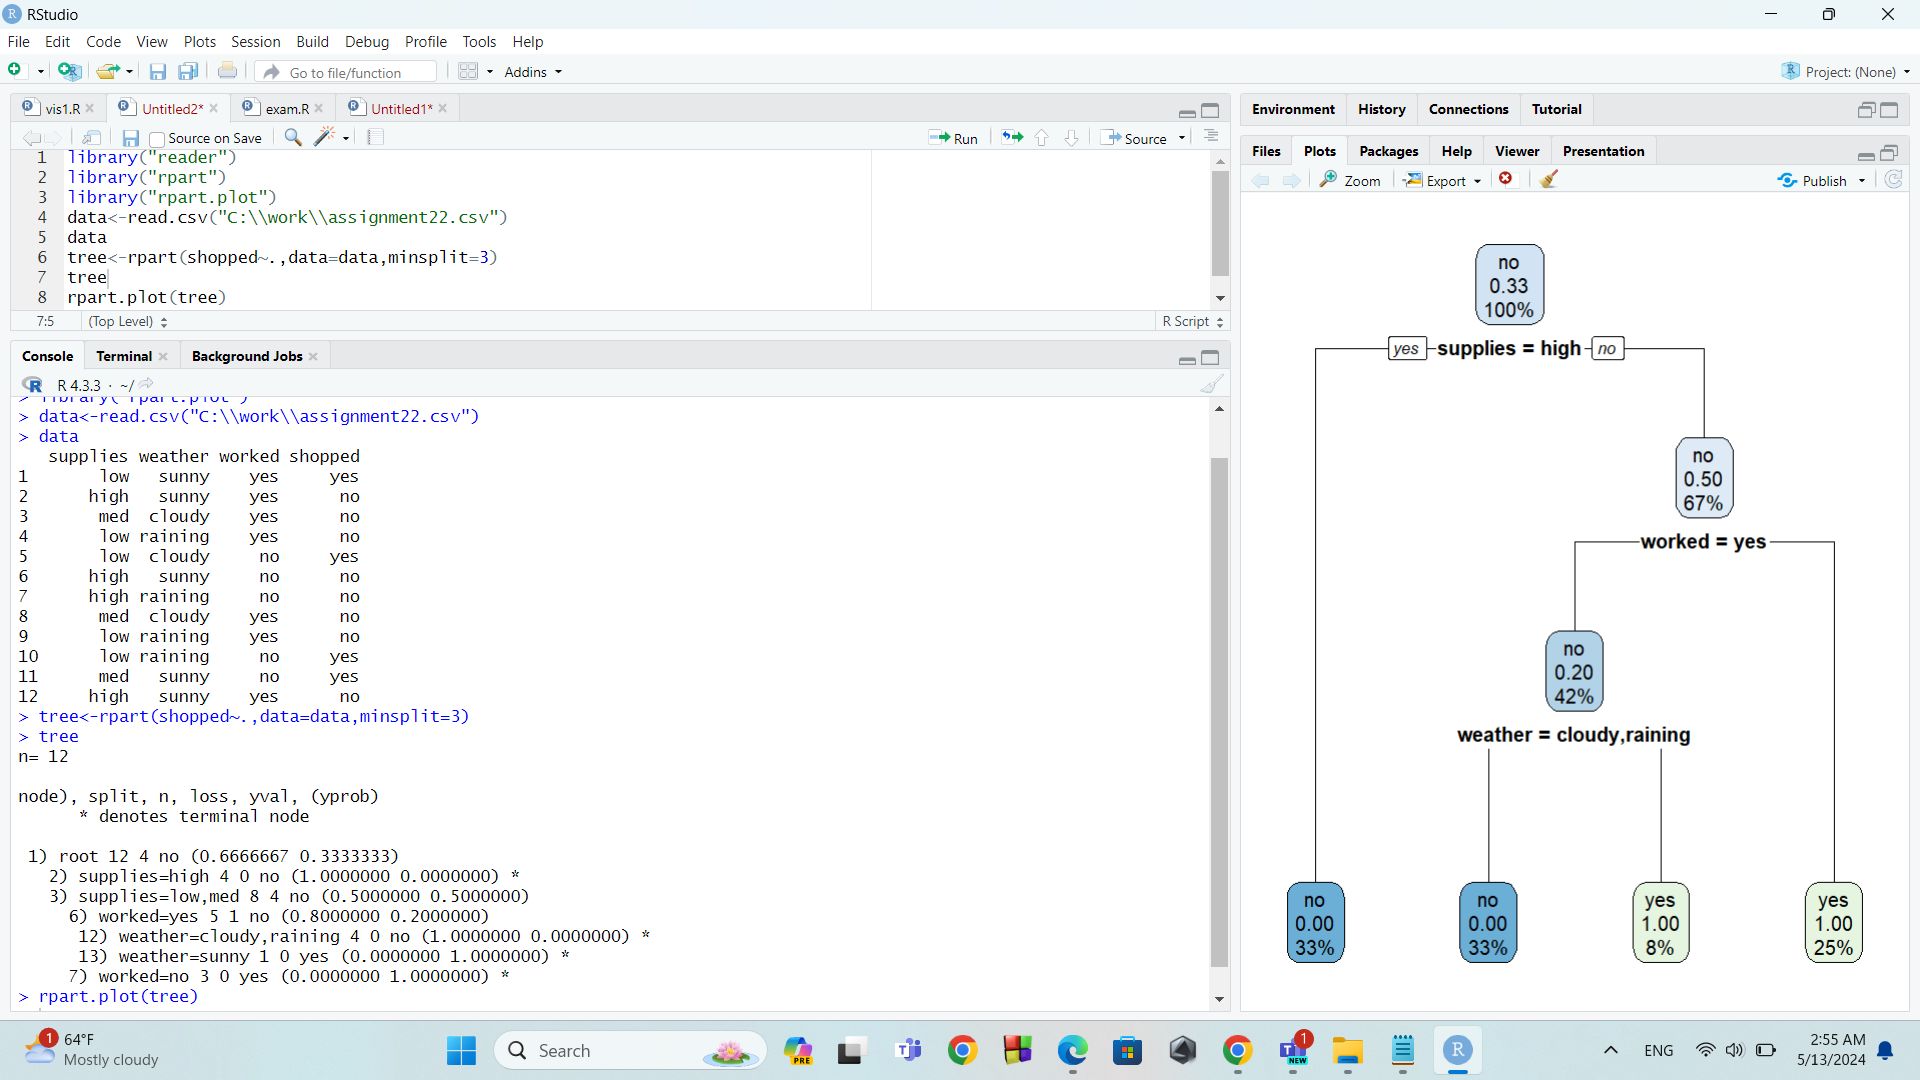 RStudio
File Edit Code View Plots Session Build Debug Profile Tools Help
Go to file/function Addins Project: (None)
vis1.R Untitled2* exam.R Untitled1*
Source on Save Run Source
1 library("reader")
2 library("rpart")
3 library("rpart.plot")
4 data<-read.csv("C:\\work\\assignment22.csv")
5 data
6 tree<-rpart(shopped~.,data=data,minsplit=3)
7 tree
8 rpart.plot(tree)
7:5 (Top Level) R Script
Console Terminal Background Jobs
R 4.3.3 · ~/
> library("rpart.plot")
> data<-read.csv("C:\\work\\assignment22.csv")
> data
supplies weather worked shopped
1 low sunny yes yes
2 high sunny yes no
3 med cloudy yes no
4 low raining yes no
5 low cloudy no yes
6 high sunny no no
7 high raining no no
8 med cloudy yes no
9 low raining yes no
10 low raining no yes
11 med sunny no yes
12 high sunny yes no
> tree<-rpart(shopped~.,data=data,minsplit=3)
> tree
n= 12
node), split, n, loss, yval, (yprob)
* denotes terminal node
1) root 12 4 no (0.6666667 0.3333333)
2) supplies=high 4 0 no (1.0000000 0.0000000) *
3) supplies=low,med 8 4 no (0.5000000 0.5000000)
6) worked=yes 5 1 no (0.8000000 0.2000000)
12) weather=cloudy,raining 4 0 no (1.0000000 0.0000000) *
13) weather=sunny 1 0 yes (0.0000000 1.0000000) *
7) worked=no 3 0 yes (0.0000000 1.0000000) *
> rpart.plot(tree)
Environment History Connections Tutorial
Files Plots Packages Help Viewer Presentation
Zoom Export Publish
no
0.33
100%
yes supplies = high no
no
0.50
67%
worked = yes
no
0.20
42%
weather = cloudy,raining
no no yes yes
0.00 0.00 1.00 1.00
33% 33% 8% 25%
1 64°F
Mostly cloudy
Search
PRE
1
NEW
R
ENG
2:55 AM
5/13/2024